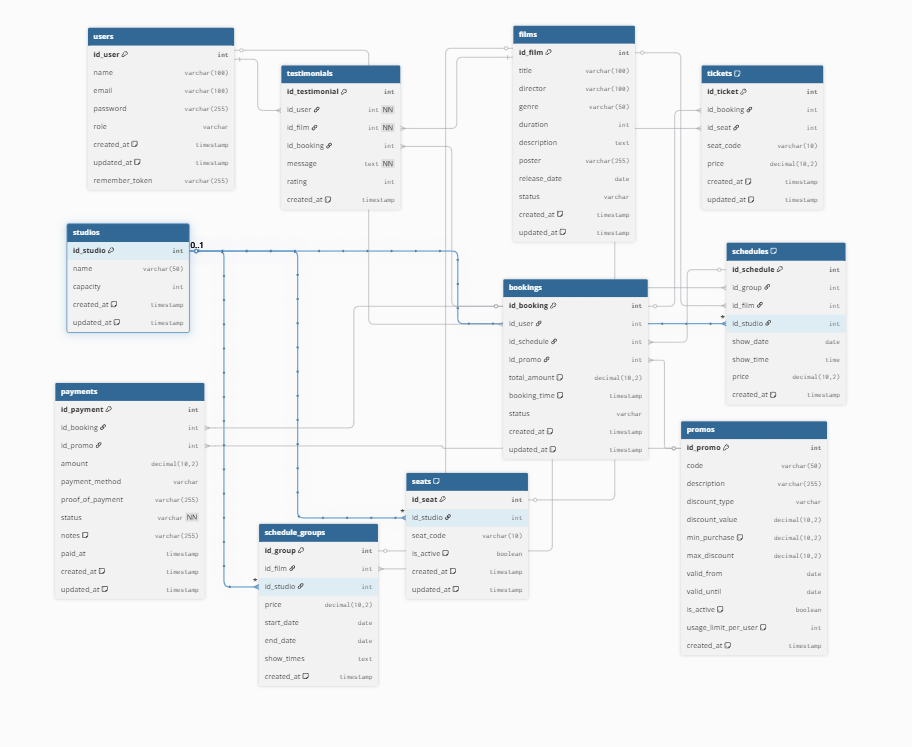 users
id_user int
name varchar(100)
email varchar(100)
password varchar(255)
role varchar
created_at timestamp
updated_at timestamp
remember_token varchar(255)
testimonials
id_testimonial int
id_user int NN
id_film int NN
id_booking int
message text NN
rating int
created_at timestamp
films
id_film int
title varchar(100)
director varchar(100)
genre varchar(50)
duration int
description text
poster varchar(255)
release_date date
status varchar
created_at timestamp
updated_at timestamp
tickets
id_ticket int
id_booking int
id_seat int
seat_code varchar(10)
price decimal(10,2)
created_at timestamp
updated_at timestamp
studios
id_studio int
name varchar(50)
capacity int
created_at timestamp
updated_at timestamp
0..1
schedules
id_schedule int
id_group int
id_film int
* id_studio int
show_date date
show_time time
price decimal(10,2)
created_at timestamp
bookings
id_booking int
id_user int
id_schedule int
id_promo int
total_amount decimal(10,2)
booking_time timestamp
status varchar
created_at timestamp
updated_at timestamp
payments
id_payment int
id_booking int
id_promo int
amount decimal(10,2)
payment_method varchar
proof_of_payment varchar(255)
status varchar NN
notes varchar(255)
paid_at timestamp
created_at timestamp
updated_at timestamp
promos
id_promo int
code varchar(50)
description varchar(255)
discount_type varchar
discount_value decimal(10,2)
min_purchase decimal(10,2)
max_discount decimal(10,2)
valid_from date
valid_until date
is_active boolean
usage_limit_per_user int
created_at timestamp
seats
id_seat int
* id_studio int
seat_code varchar(10)
is_active boolean
created_at timestamp
updated_at timestamp
schedule_groups
id_group int
id_film int
* id_studio int
price decimal(10,2)
start_date date
end_date date
show_times text
created_at timestamp